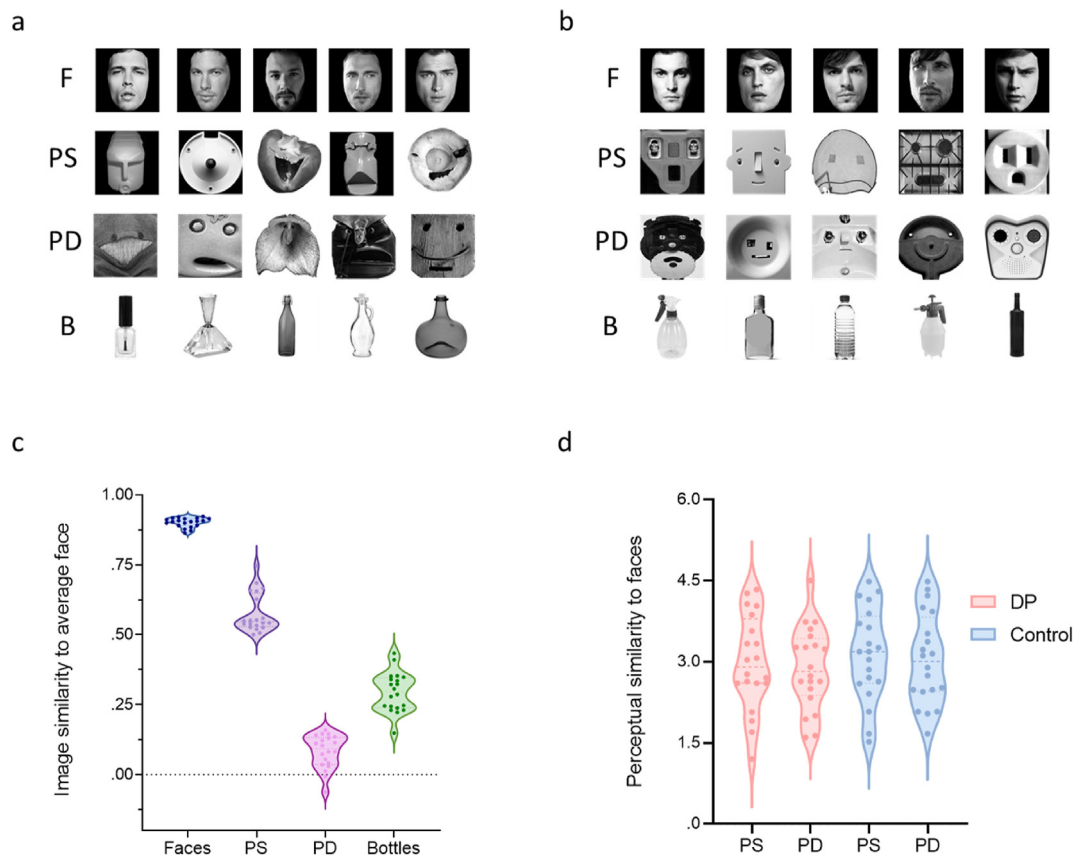 a
F
PS
PD
B
b
F
PS
PD
B
c
Image similarity to average face
1.00
.75
.50
.25
.00
Faces
PS
PD
Bottles
d
Perceptual similarity to faces
6.0
4.5
3.0
1.5
.0
PS
PD
PS
PD
DP
Control